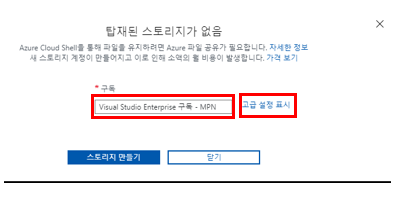 탑재된 스토리지가 없음
Azure Cloud Shell을 통해 파일을 유지하려면 Azure 파일 공유가 필요합니다. 자세한 정보
새 스토리지 계정이 만들어지고 이로 인해 소액의 월 비용이 발생합니다. 가격 보기
* 구독
Visual Studio Enterprise 구독 - MPN 고급 설정 표시
스토리지 만들기 닫기